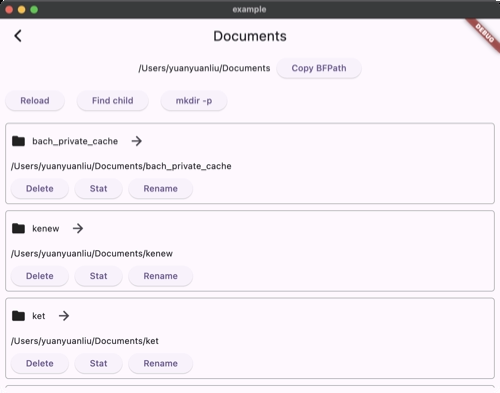 example
DEBUG
Documents
/Users/yuanyuanliu/Documents Copy BFPath
Reload Find child mkdir -p
bach_private_cache
/Users/yuanyuanliu/Documents/bach_private_cache
Delete Stat Rename
kenew
/Users/yuanyuanliu/Documents/kenew
Delete Stat Rename
ket
/Users/yuanyuanliu/Documents/ket
Delete Stat Rename